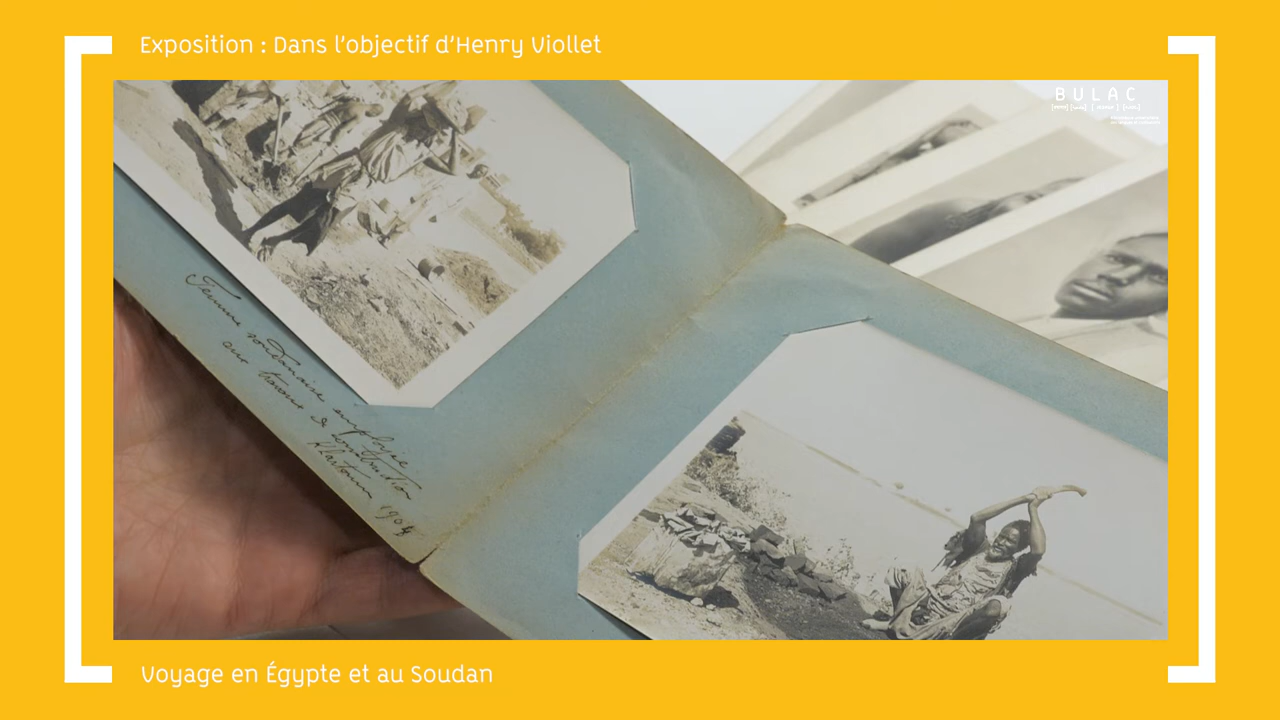 Exposition : Dans l'objectif d'Henry Viollet
BULAC
Femme soudanaise employée
aux travaux de construction
Khartoum 1904
Voyage en Égypte et au Soudan